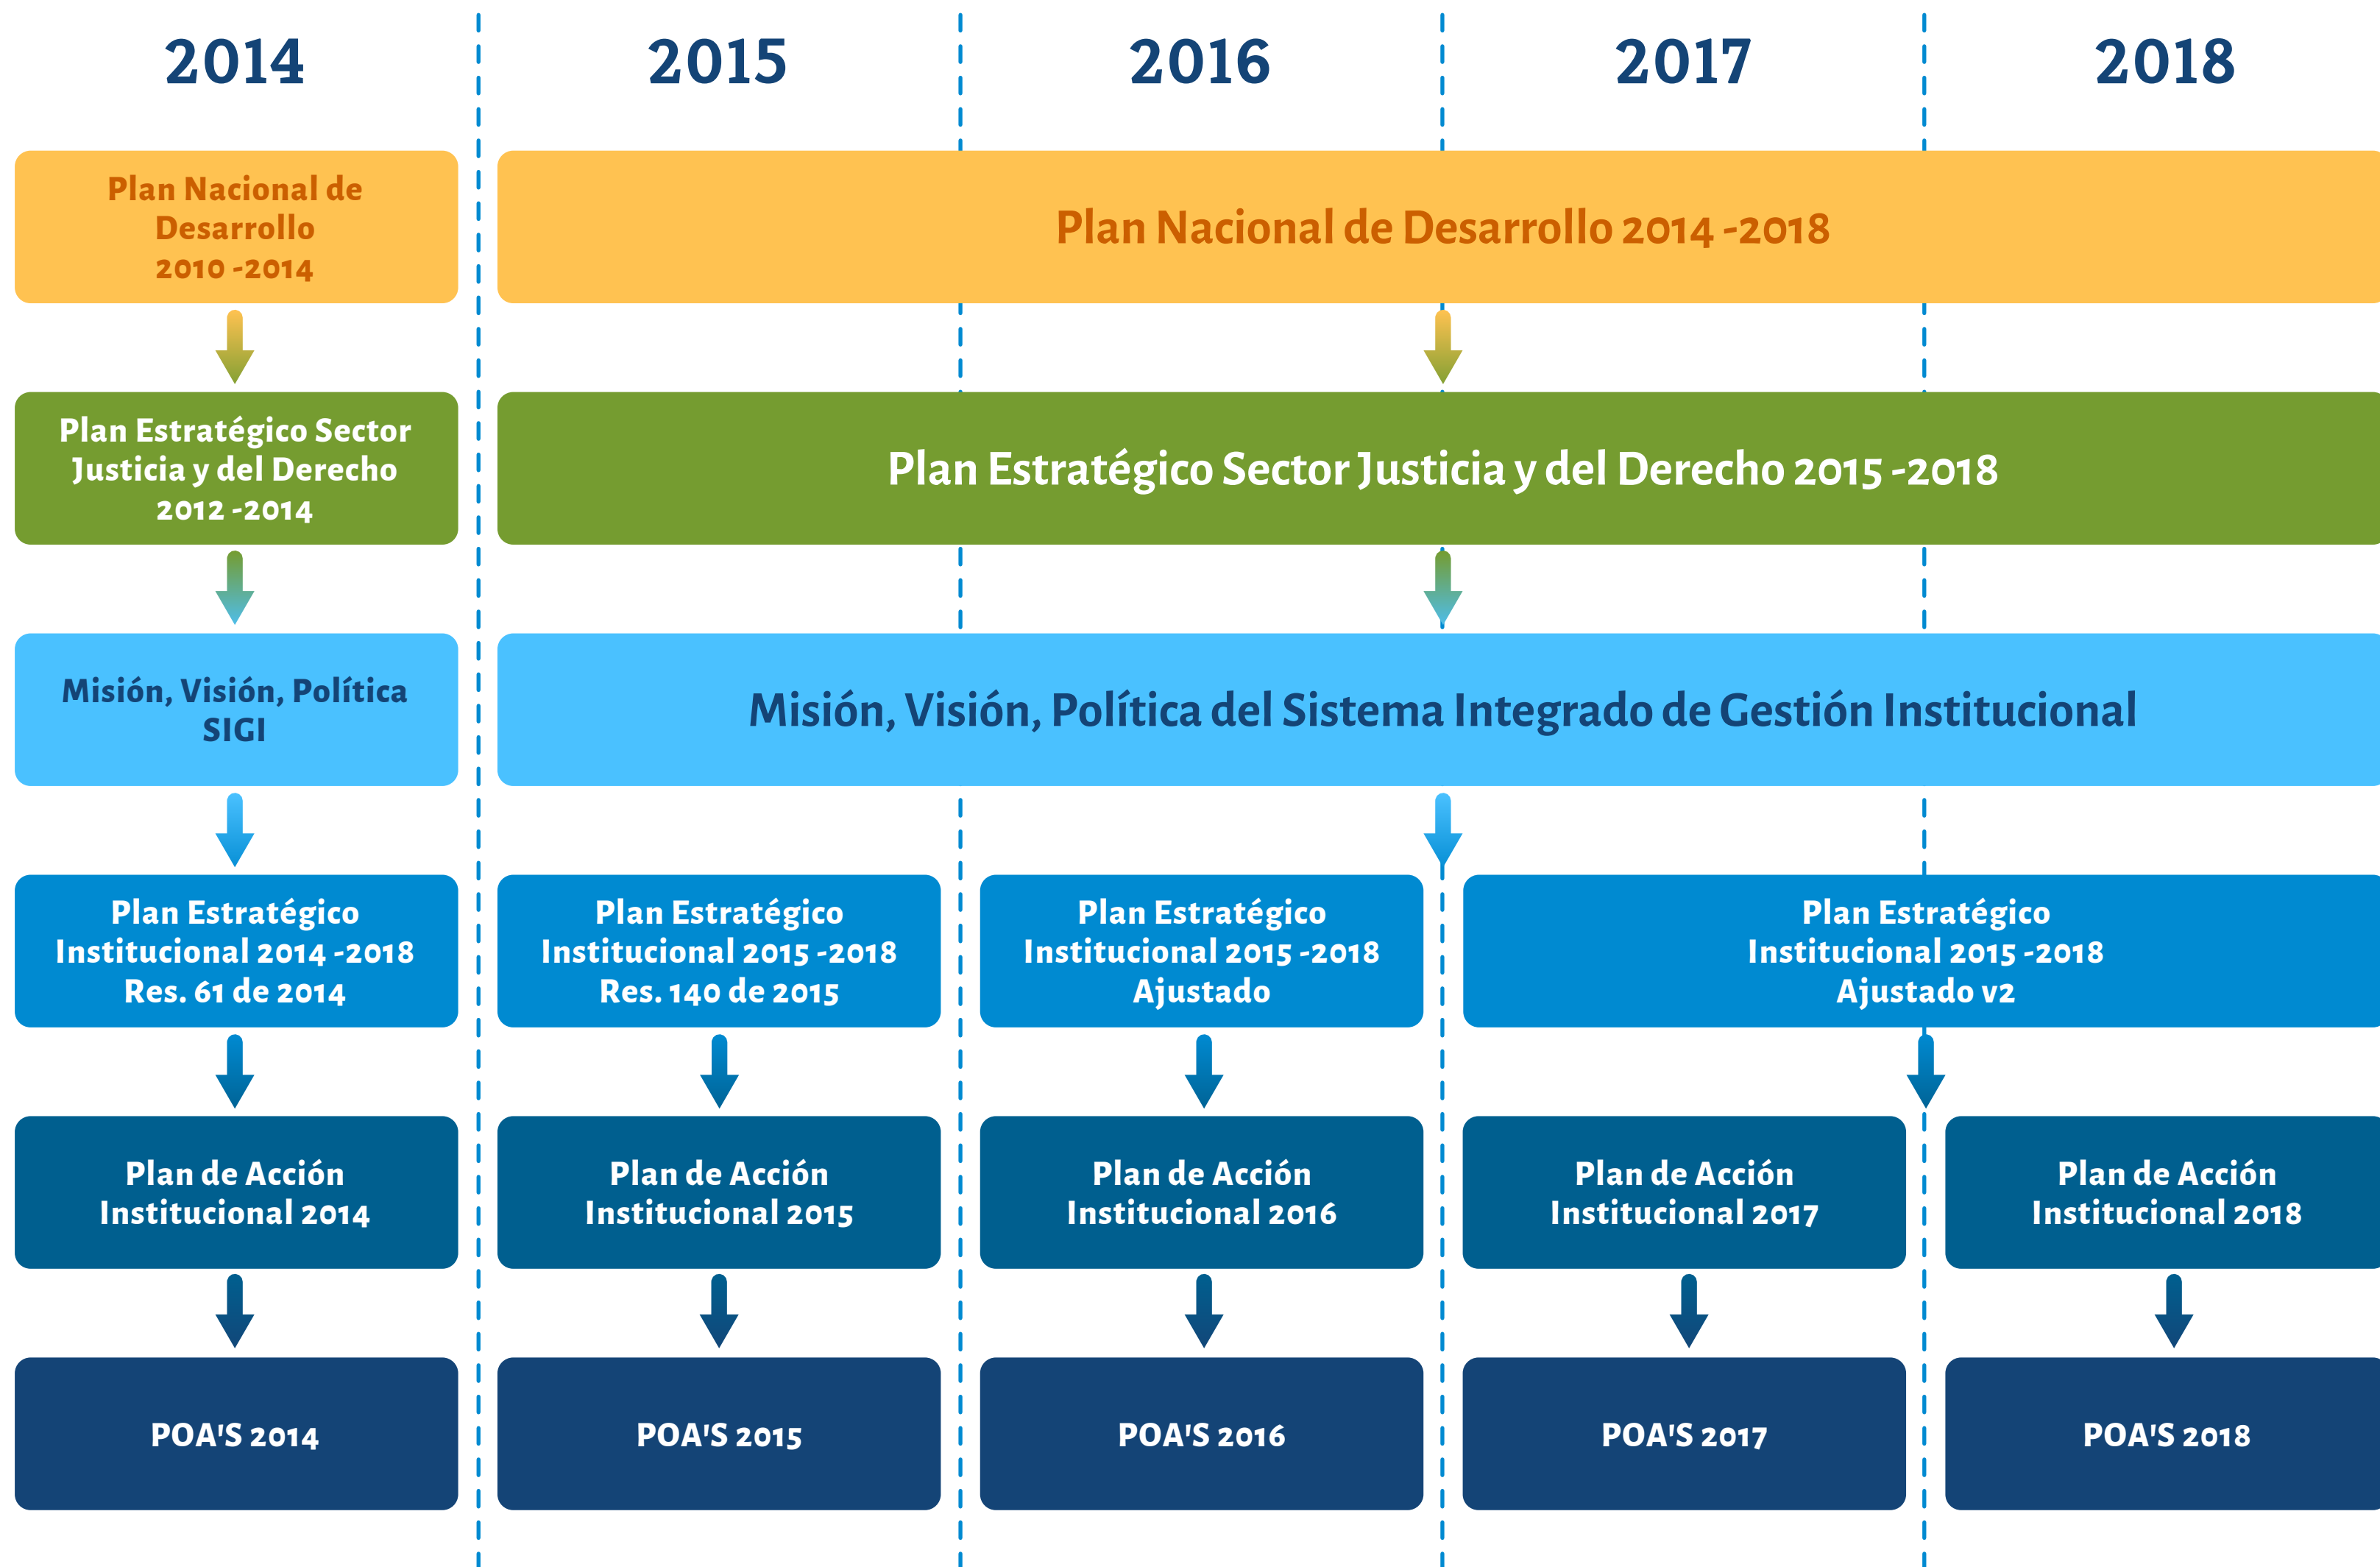 2014
2015
2016
2017
2018
Plan Nacional de
Desarrollo
2010 -2014
Plan Nacional de Desarrollo 2014 -2018
Plan Estratégico Sector
Justicia y del Derecho
2012 -2014
Plan Estratégico Sector Justicia y del Derecho 2015 -2018
Misión, Visión, Política
SIGI
Misión, Visión, Política del Sistema Integrado de Gestión Institucional
Plan Estratégico
Institucional 2014 -2018
Res. 61 de 2014
Plan Estratégico
Institucional 2015 -2018
Res. 140 de 2015
Plan Estratégico
Institucional 2015 -2018
Ajustado
Plan Estratégico
Institucional 2015 -2018
Ajustado v2
Plan de Acción
Institucional 2014
Plan de Acción
Institucional 2015
Plan de Acción
Institucional 2016
Plan de Acción
Institucional 2017
Plan de Acción
Institucional 2018
POA'S 2014
POA'S 2015
POA'S 2016
POA'S 2017
POA'S 2018